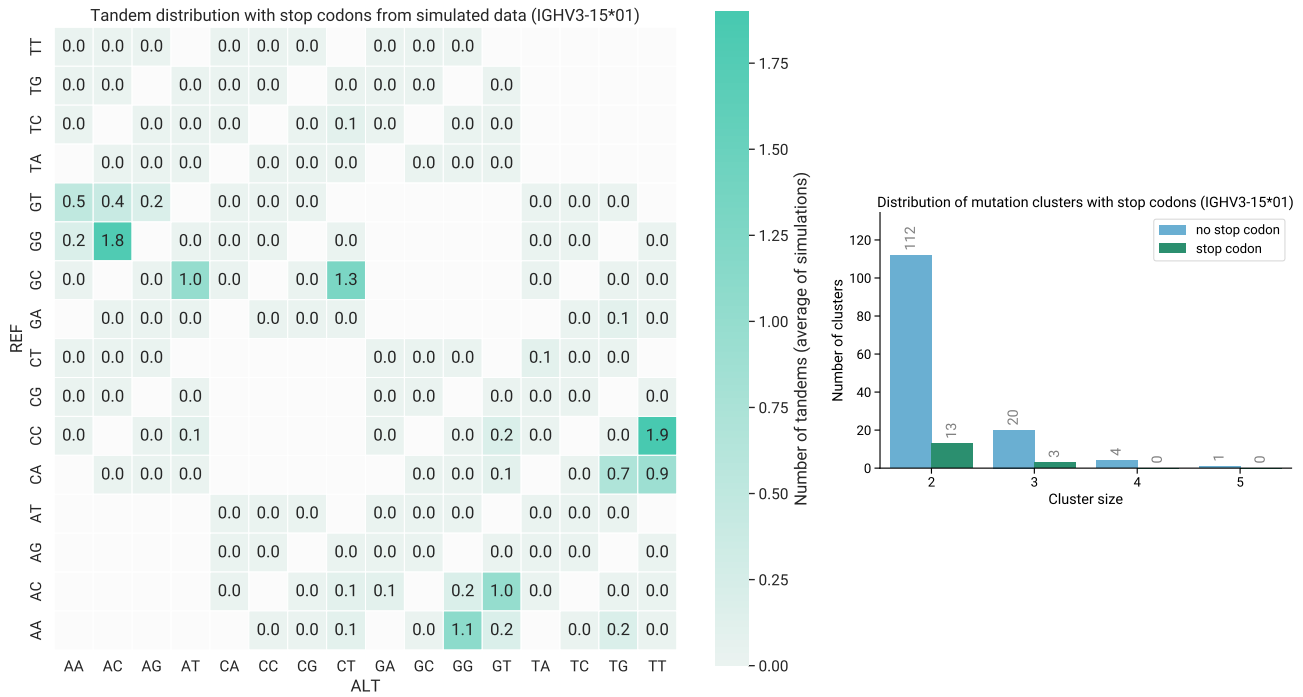 Tandem distribution with stop codons from simulated data (IGHV3-15*01)
TT 0.0 0.0 0.0 0.0 0.0 0.0 0.0 0.0 0.0
TG 0.0 0.0 0.0 0.0 0.0 0.0 0.0 0.0 0.0
TC 0.0 0.0 0.0 0.0 0.0 0.1 0.0 0.0 0.0
TA 0.0 0.0 0.0 0.0 0.0 0.0 0.0 0.0 0.0
GT 0.5 0.4 0.2 0.0 0.0 0.0 0.0 0.0 0.0
GG 0.2 1.8 0.0 0.0 0.0 0.0 0.0 0.0 0.0
GC 0.0 0.0 1.0 0.0 0.0 1.3 0.0 0.0 0.0
GA 0.0 0.0 0.0 0.0 0.0 0.0 0.0 0.1 0.0
CT 0.0 0.0 0.0 0.0 0.0 0.0 0.1 0.0 0.0
CG 0.0 0.0 0.0 0.0 0.0 0.0 0.0 0.0 0.0
CC 0.0 0.0 0.1 0.0 0.0 0.2 0.0 0.0 1.9
CA 0.0 0.0 0.0 0.0 0.0 0.1 0.0 0.7 0.9
AT 0.0 0.0 0.0 0.0 0.0 0.0 0.0 0.0 0.0
AG 0.0 0.0 0.0 0.0 0.0 0.0 0.0 0.0 0.0
AC 0.0 0.0 0.1 0.1 0.2 1.0 0.0 0.0 0.0
AA 0.0 0.0 0.1 0.0 1.1 0.2 0.0 0.2 0.0
AA AC AG AT CA CC CG CT GA GC GG GT TA TC TG TT
ALT
REF
1.75
1.50
1.25
1.00
0.75
0.50
0.25
0.00
Number of tandems (average of simulations)
Distribution of mutation clusters with stop codons (IGHV3-15*01)
no stop codon
stop codon
120
100
80
60
40
20
0
Number of clusters
112
13
20
3
4
0
1
0
2 3 4 5
Cluster size